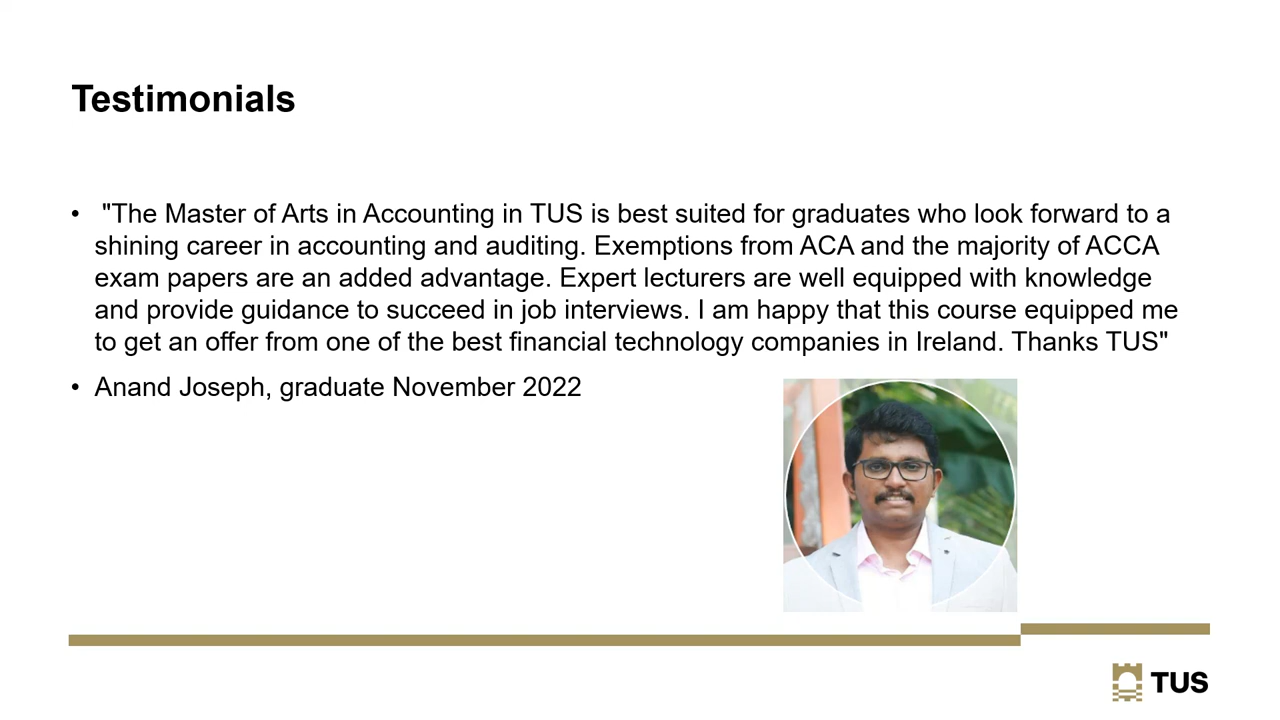 Testimonials
• "The Master of Arts in Accounting in TUS is best suited for graduates who look forward to a
shining career in accounting and auditing. Exemptions from ACA and the majority of ACCA
exam papers are an added advantage. Expert lecturers are well equipped with knowledge
and provide guidance to succeed in job interviews. I am happy that this course equipped me
to get an offer from one of the best financial technology companies in Ireland. Thanks TUS"
• Anand Joseph, graduate November 2022
TUS